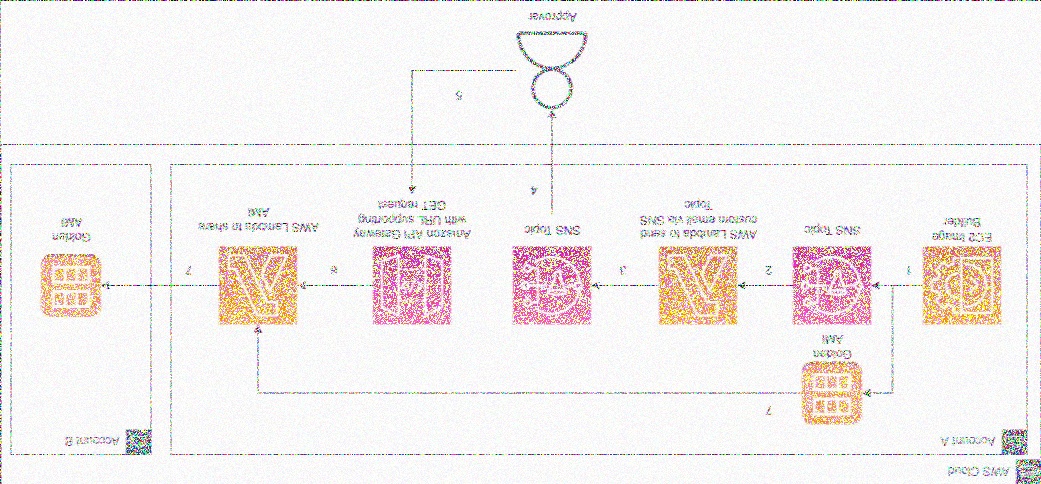 AWS Cloud
Account A
Account B
7
Golden
AMI
EC2 Image
Builder
1
SNS Topic
2
AWS Lambda to send
custom email via SNS
Topic
3
SNS Topic
4
Amazon API Gateway
with URL supporting
GET request
6
AWS Lambda to share
AMI
7
Golden
AMI
5
Approver